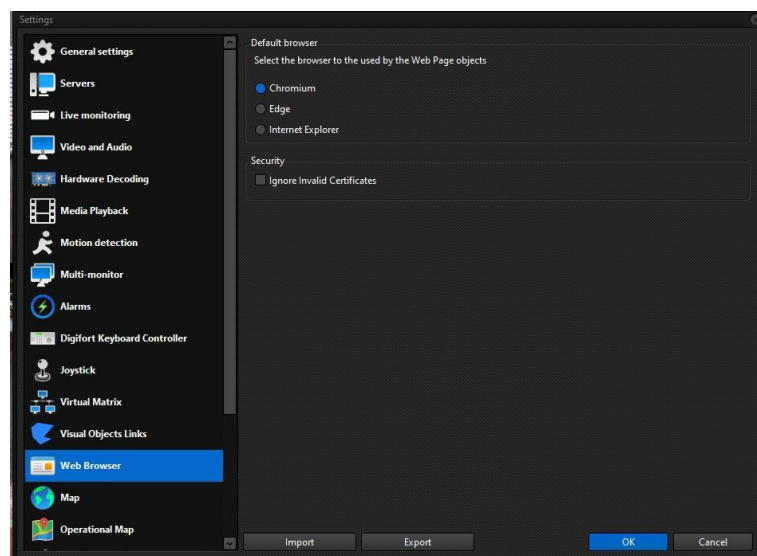 Settings
General settings
Servers
Live monitoring
Video and Audio
Hardware Decoding
Media Playback
Motion detection
Multi-monitor
Alarms
Digifort Keyboard Controller
Joystick
Virtual Matrix
Visual Objects Links
Web Browser
Map
Operational Map
Default browser
Select the browser to the used by the Web Page objects
Chromium
Edge
Internet Explorer
Security
Ignore Invalid Certificates
Import
Export
OK
Cancel